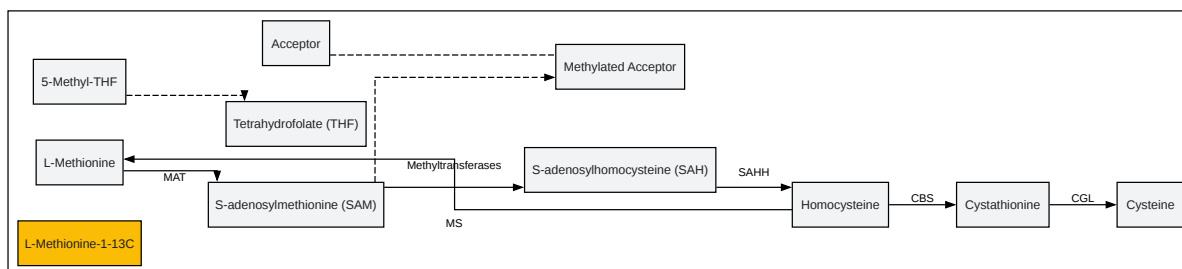 Acceptor
Methylated Acceptor
5-Methyl-THF
Tetrahydrofolate (THF)
L-Methionine
MAT
Methyltransferases
S-adenosylhomocysteine (SAH)
SAHH
S-adenosylmethionine (SAM)
MS
Homocysteine
CBS
Cystathionine
CGL
Cysteine
L-Methionine-1-13C